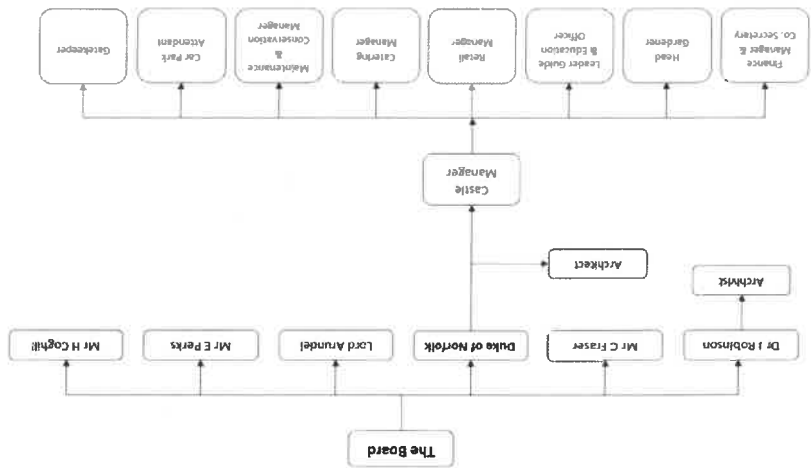 The Board
Dr J Robinson
Mr C Fraser
Duke of Norfolk
Lord Arundel
Mr E Perks
Mr H Coghill
Archivist
Architect
Castle
Manager
Finance
Manager &
Co. Secretary
Head
Gardener
Leader Guide
& Education
Officer
Retail
Manager
Catering
Manager
Maintenance
&
Conservation
Manager
Car Park
Attendant
Gatekeeper